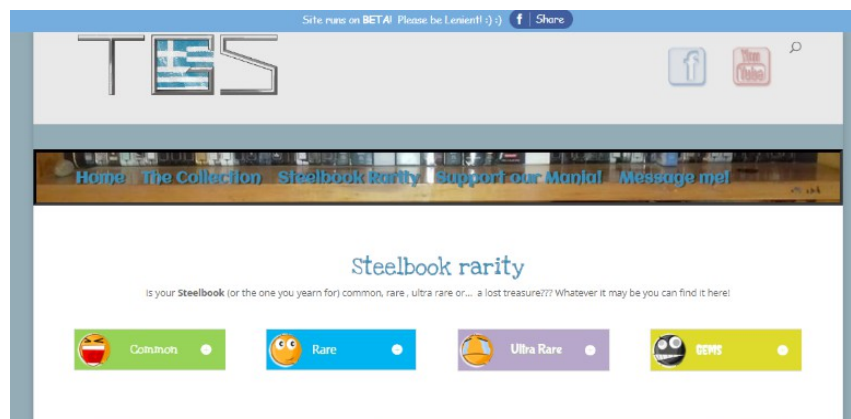 Site runs on BETA! Please be Lenient! :) :) f Share
TGS
f You Tube
Home The Collection Steelbook Rarity Support our Mania! Message me!
Steelbook rarity
Is your Steelbook (or the one you yearn for) common, rare , ultra rare or... a lost treasure??? Whatever it may be you can find it here!
Common Rare Ultra Rare GEMS